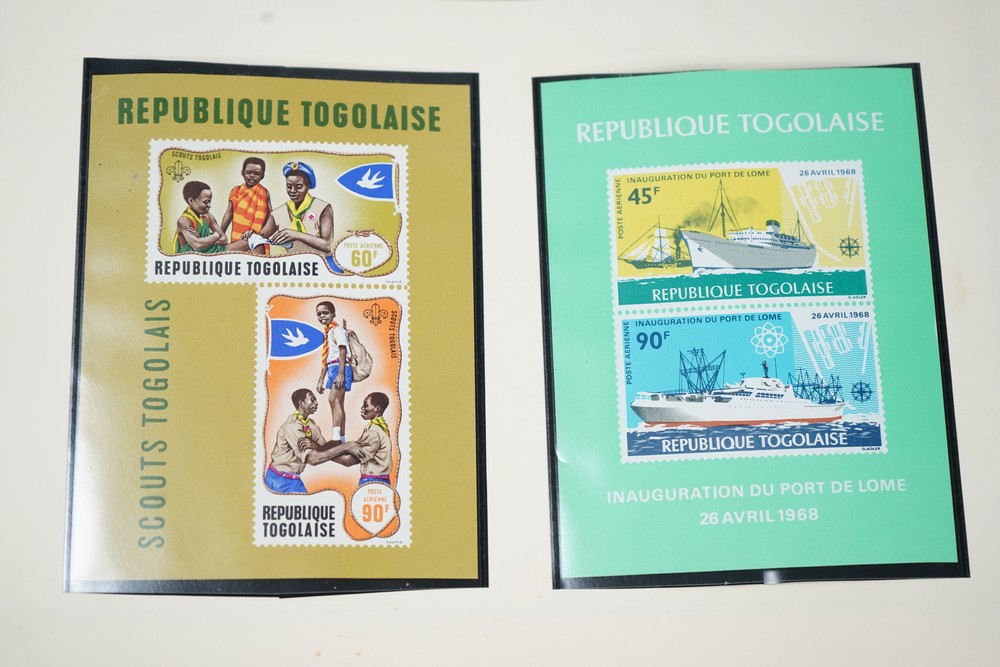 REPUBLIQUE TOGOLAISE
SCOUTS TOGOLAIS
POSTE AERIENNE
60F
REPUBLIQUE TOGOLAISE
SCOUTS TOGOLAIS
SCOUTS TOGOLAIS
POSTE
AERIENNE
90F
REPUBLIQUE
TOGOLAISE
REPUBLIQUE TOGOLAISE
INAUGURATION DU PORT DE LOME
26 AVRIL 1968
45F
POSTE AERIENNE
REPUBLIQUE TOGOLAISE
D·ADLER
INAUGURATION DU PORT DE LOME
26 AVRIL 1968
90F
POSTE AERIENNE
REPUBLIQUE TOGOLAISE
D·ADLER
INAUGURATION DU PORT DE LOME
26 AVRIL 1968